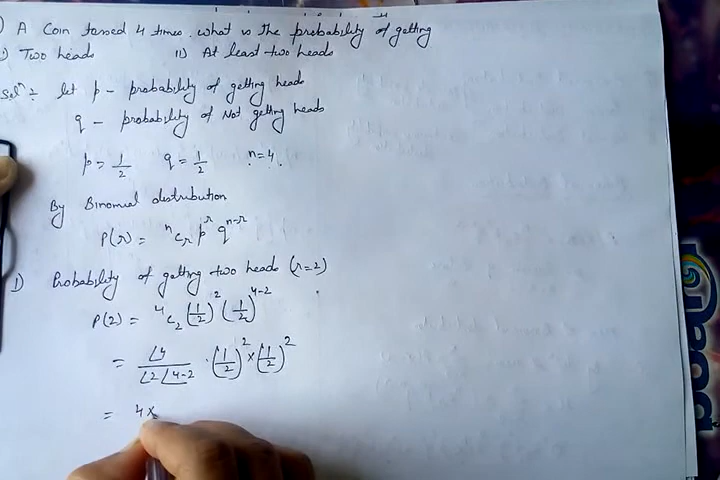 ) A Coin tossed 4 times. what is the probability of getting
i) Two heads ii) At least two heads
Solⁿ: let p - probability of getting heads
q - probability of Not getting heads
p = 1/2 q = 1/2 n = 4.
By Binomial distribution
P(r) = ⁿCᵣ pʳ qⁿ⁻ʳ
1) Probability of getting two heads (r=2)
P(2) = ⁴C₂ (1/2)² (1/2)⁴⁻²
= ∠4 / ∠2 ∠4-2 · (1/2)² × (1/2)²
= 4×